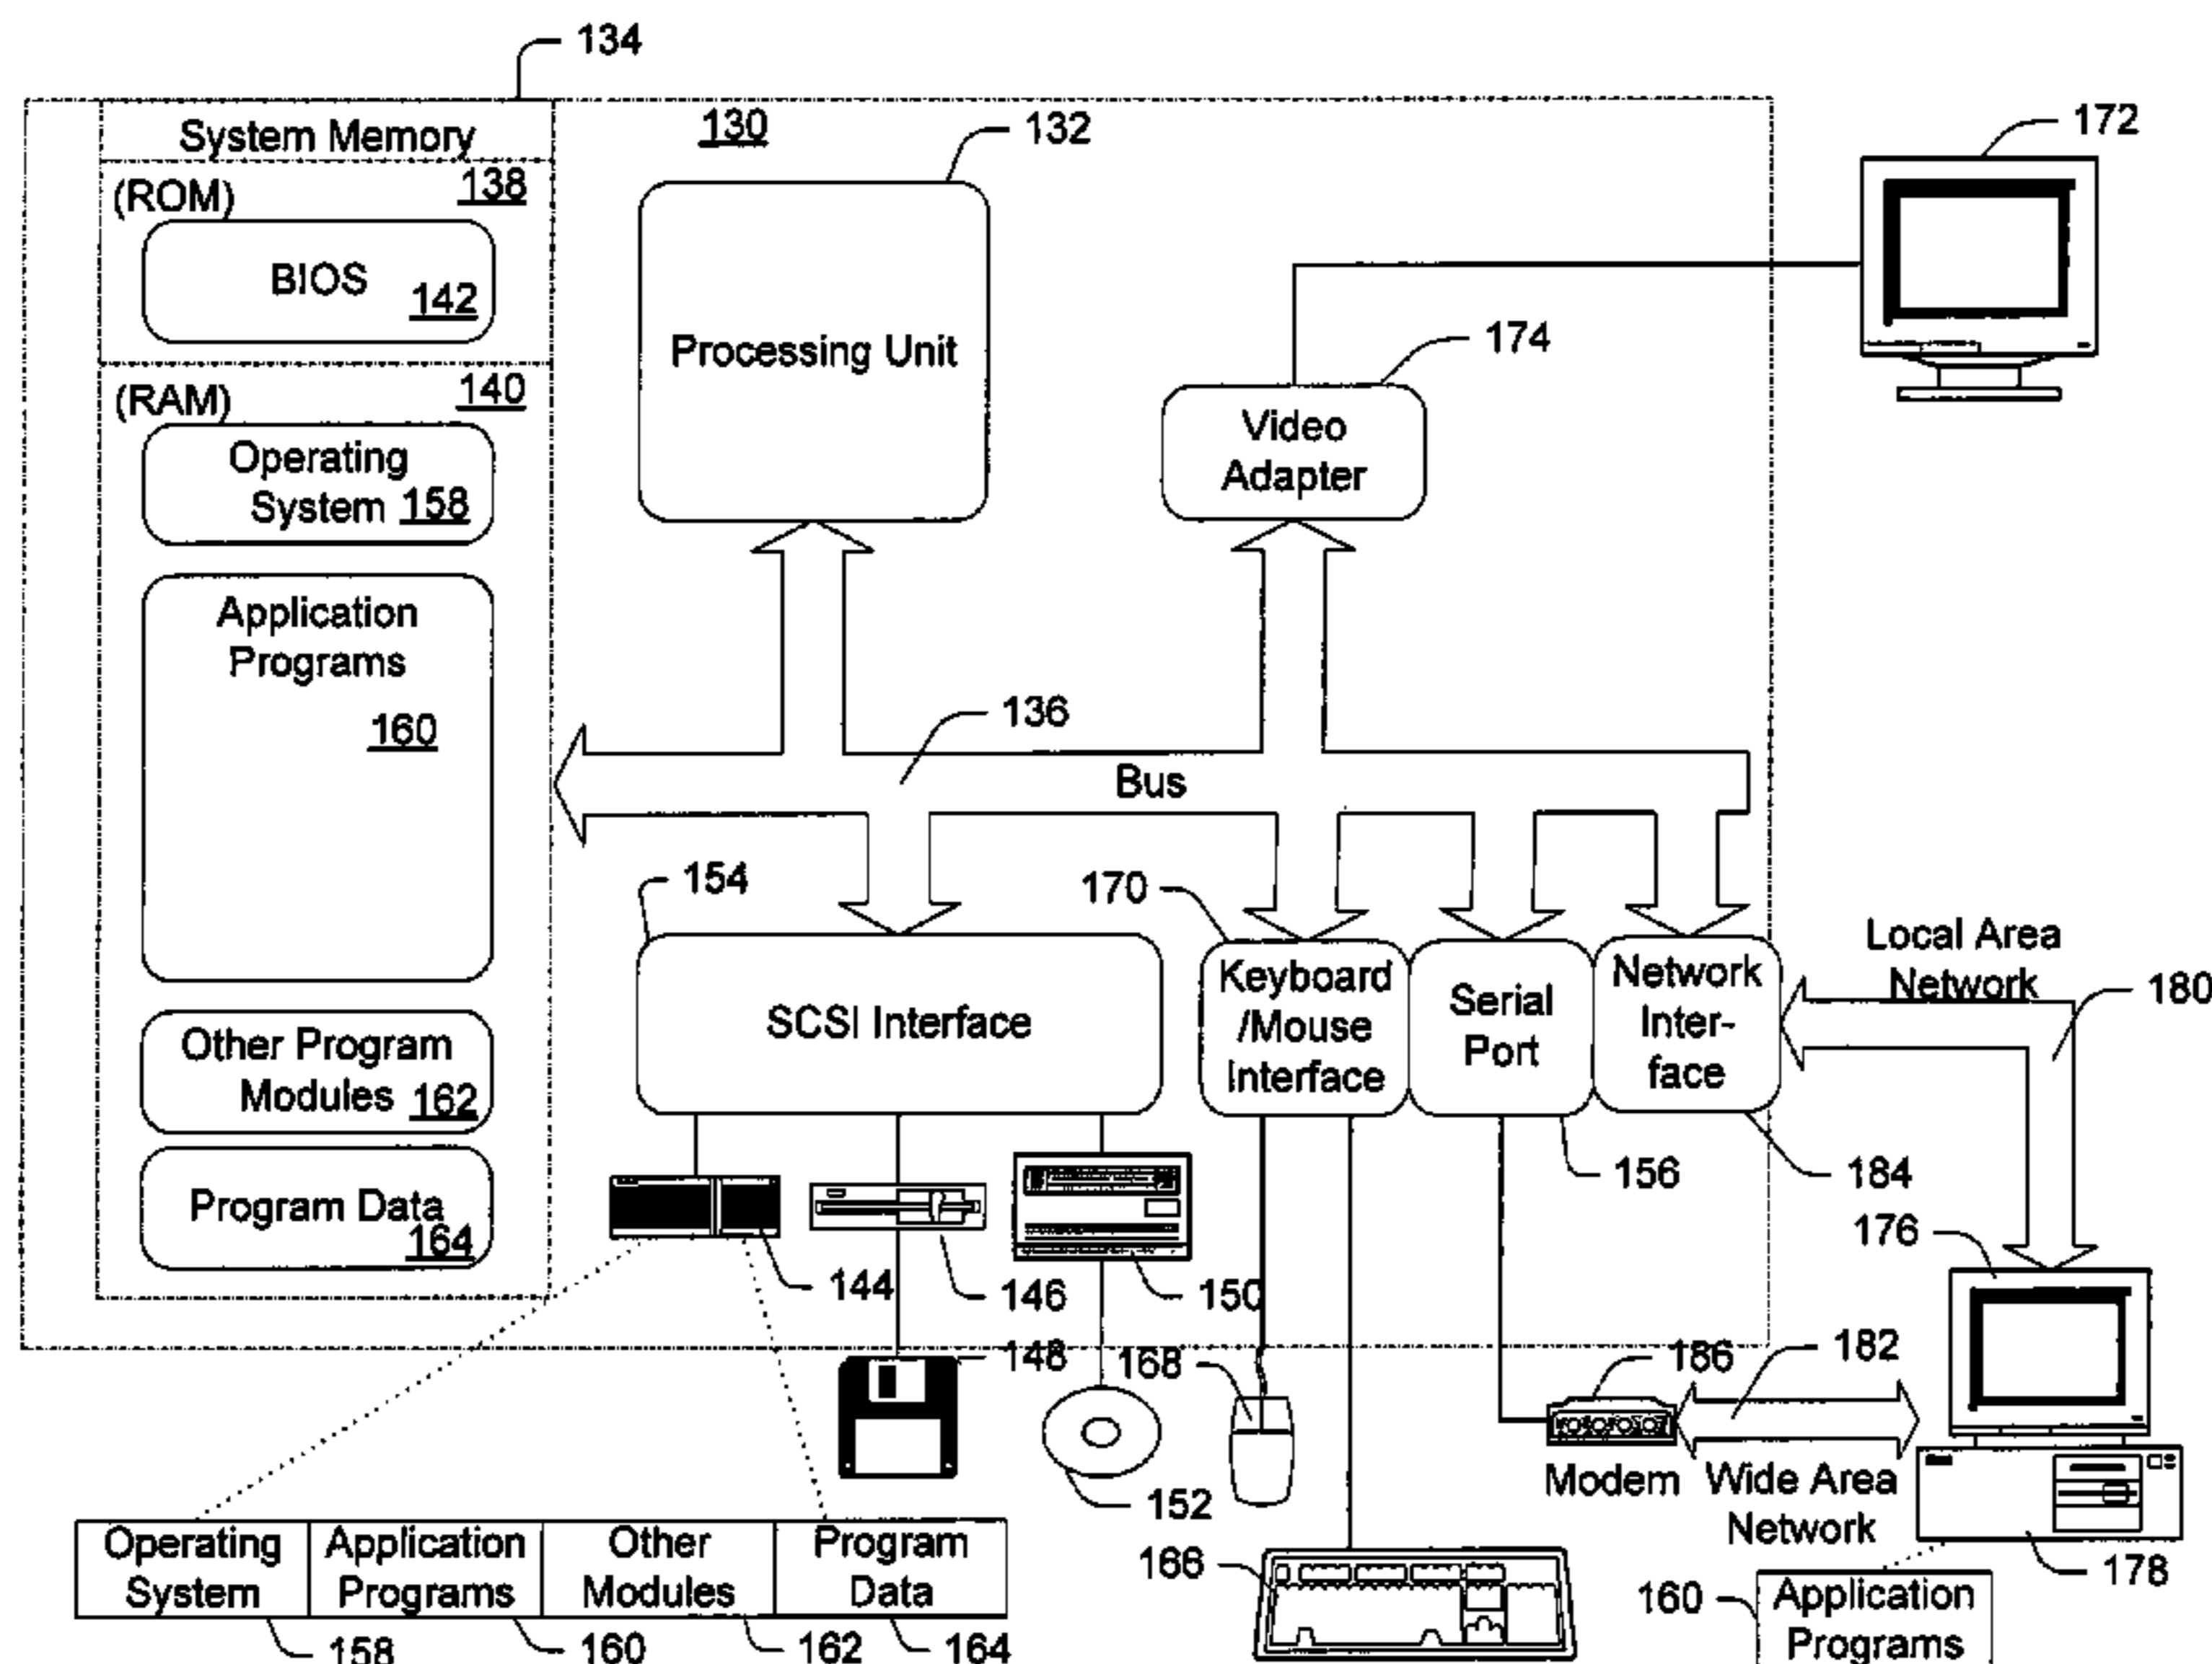 134
System Memory
130
132
172
(ROM)
138
BIOS
142
Processing Unit
174
(RAM)
140
Operating
System 158
Video
Adapter
Application
Programs
160
136
Bus
154
170
Local Area
Network
180
SCSI Interface
Keyboard
/Mouse
Interface
Serial
Port
Network
Inter-
face
Other Program
Modules 162
Program Data
164
144
146
150
156
184
176
148
168
186
182
152
Modem
Wide Area
Network
178
Operating
System
Application
Programs
Other
Modules
Program
Data
158
160
162
164
166
160
Application
Programs